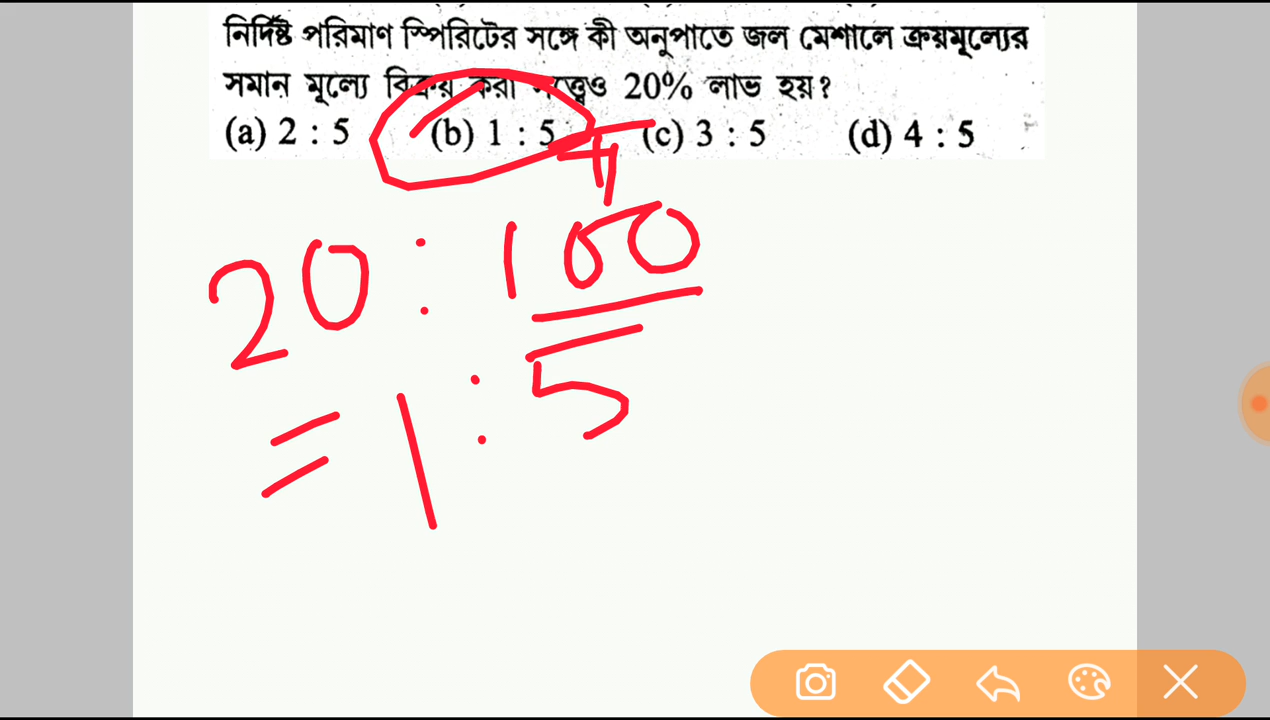 নির্দিষ্ট পরিমাণ স্পিরিটের সঙ্গে কী অনুপাতে জল মেশালে ক্রয়মূল্যের
সমান মূল্যে বিক্রয় করা সত্ত্বেও 20% লাভ হয়?
(a) 2 : 5 (b) 1 : 5 (c) 3 : 5 (d) 4 : 5
20 : 100
= 1 : 5